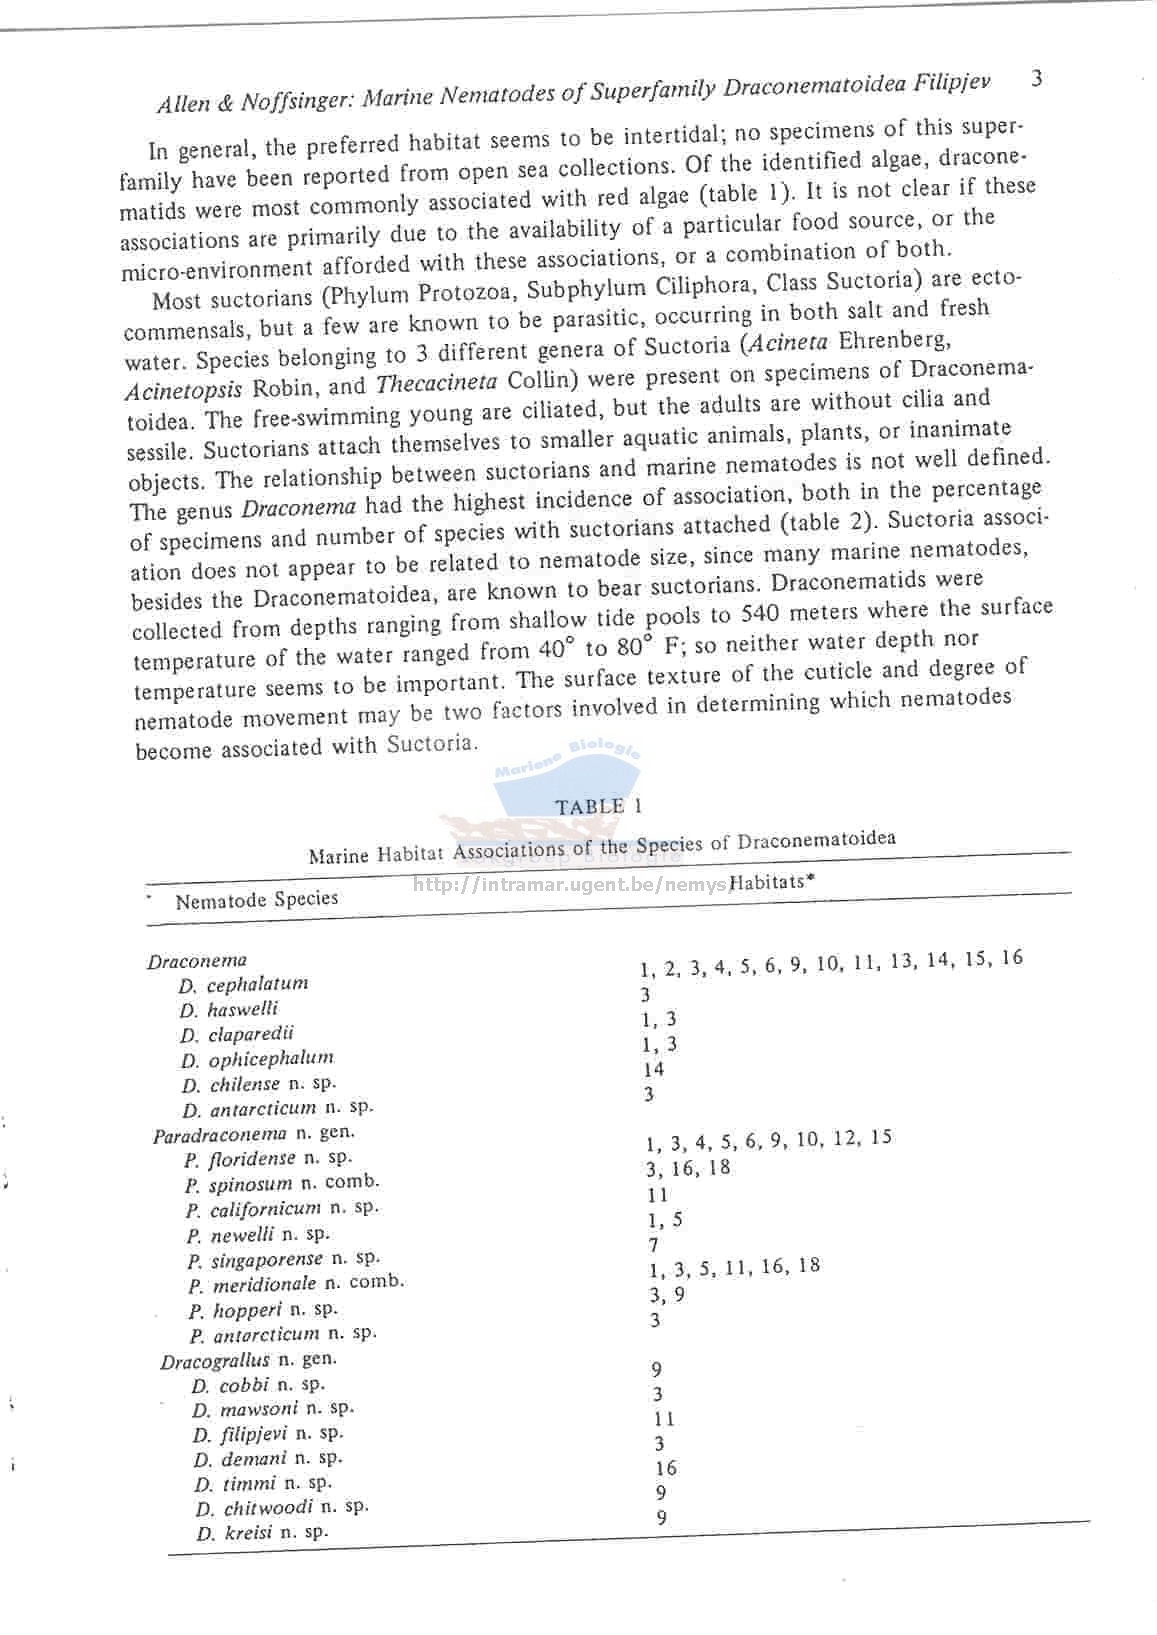 Allen & Noffsinger: Marine Nematodes of Superfamily Draconematoidea Filipjev 3
In general, the preferred habitat seems to be intertidal; no specimens of this super-
family have been reported from open sea collections. Of the identified algae, dracone-
matids were most commonly associated with red algae (table 1). It is not clear if these
associations are primarily due to the availability of a particular food source, or the
micro-environment afforded with these associations, or a combination of both.
Most suctorians (Phylum Protozoa, Subphylum Ciliphora, Class Suctoria) are ecto-
commensals, but a few are known to be parasitic, occurring in both salt and fresh
water. Species belonging to 3 different genera of Suctoria (Acineta Ehrenberg,
Acinetopsis Robin, and Thecacineta Collin) were present on specimens of Draconema-
toidea. The free-swimming young are ciliated, but the adults are without cilia and
sessile. Suctorians attach themselves to smaller aquatic animals, plants, or inanimate
objects. The relationship between suctorians and marine nematodes is not well defined.
The genus Draconema had the highest incidence of association, both in the percentage
of specimens and number of species with suctorians attached (table 2). Suctoria associ-
ation does not appear to be related to nematode size, since many marine nematodes,
besides the Draconematoidea, are known to bear suctorians. Draconematids were
collected from depths ranging from shallow tide pools to 540 meters where the surface
temperature of the water ranged from 40° to 80° F; so neither water depth nor
temperature seems to be important. The surface texture of the cuticle and degree of
nematode movement may be two factors involved in determining which nematodes
become associated with Suctoria.
Mariene Biologie
TABLE 1
Marine Habitat Associations of the Species of Draconematoidea
Biologie
http://intramar.ugent.be/nemys/
Nematode Species Habitats*
Draconema
D. cephalatum 1, 2, 3, 4, 5, 6, 9, 10, 11, 13, 14, 15, 16
D. haswelli 3
D. claparedii 1, 3
D. ophicephalum 1, 3
D. chilense n. sp. 14
D. antarcticum n. sp. 3
Paradraconema n. gen.
P. floridense n. sp. 1, 3, 4, 5, 6, 9, 10, 12, 15
P. spinosum n. comb. 3, 16, 18
P. californicum n. sp. 11
P. newelli n. sp. 1, 5
P. singaporense n. sp. 7
P. meridionale n. comb. 1, 3, 5, 11, 16, 18
P. hopperi n. sp. 3, 9
P. antarcticum n. sp. 3
Dracograllus n. gen.
D. cobbi n. sp. 9
D. mawsoni n. sp. 3
D. filipjevi n. sp. 11
D. demani n. sp. 3
D. timmi n. sp. 16
D. chitwoodi n. sp. 9
D. kreisi n. sp. 9